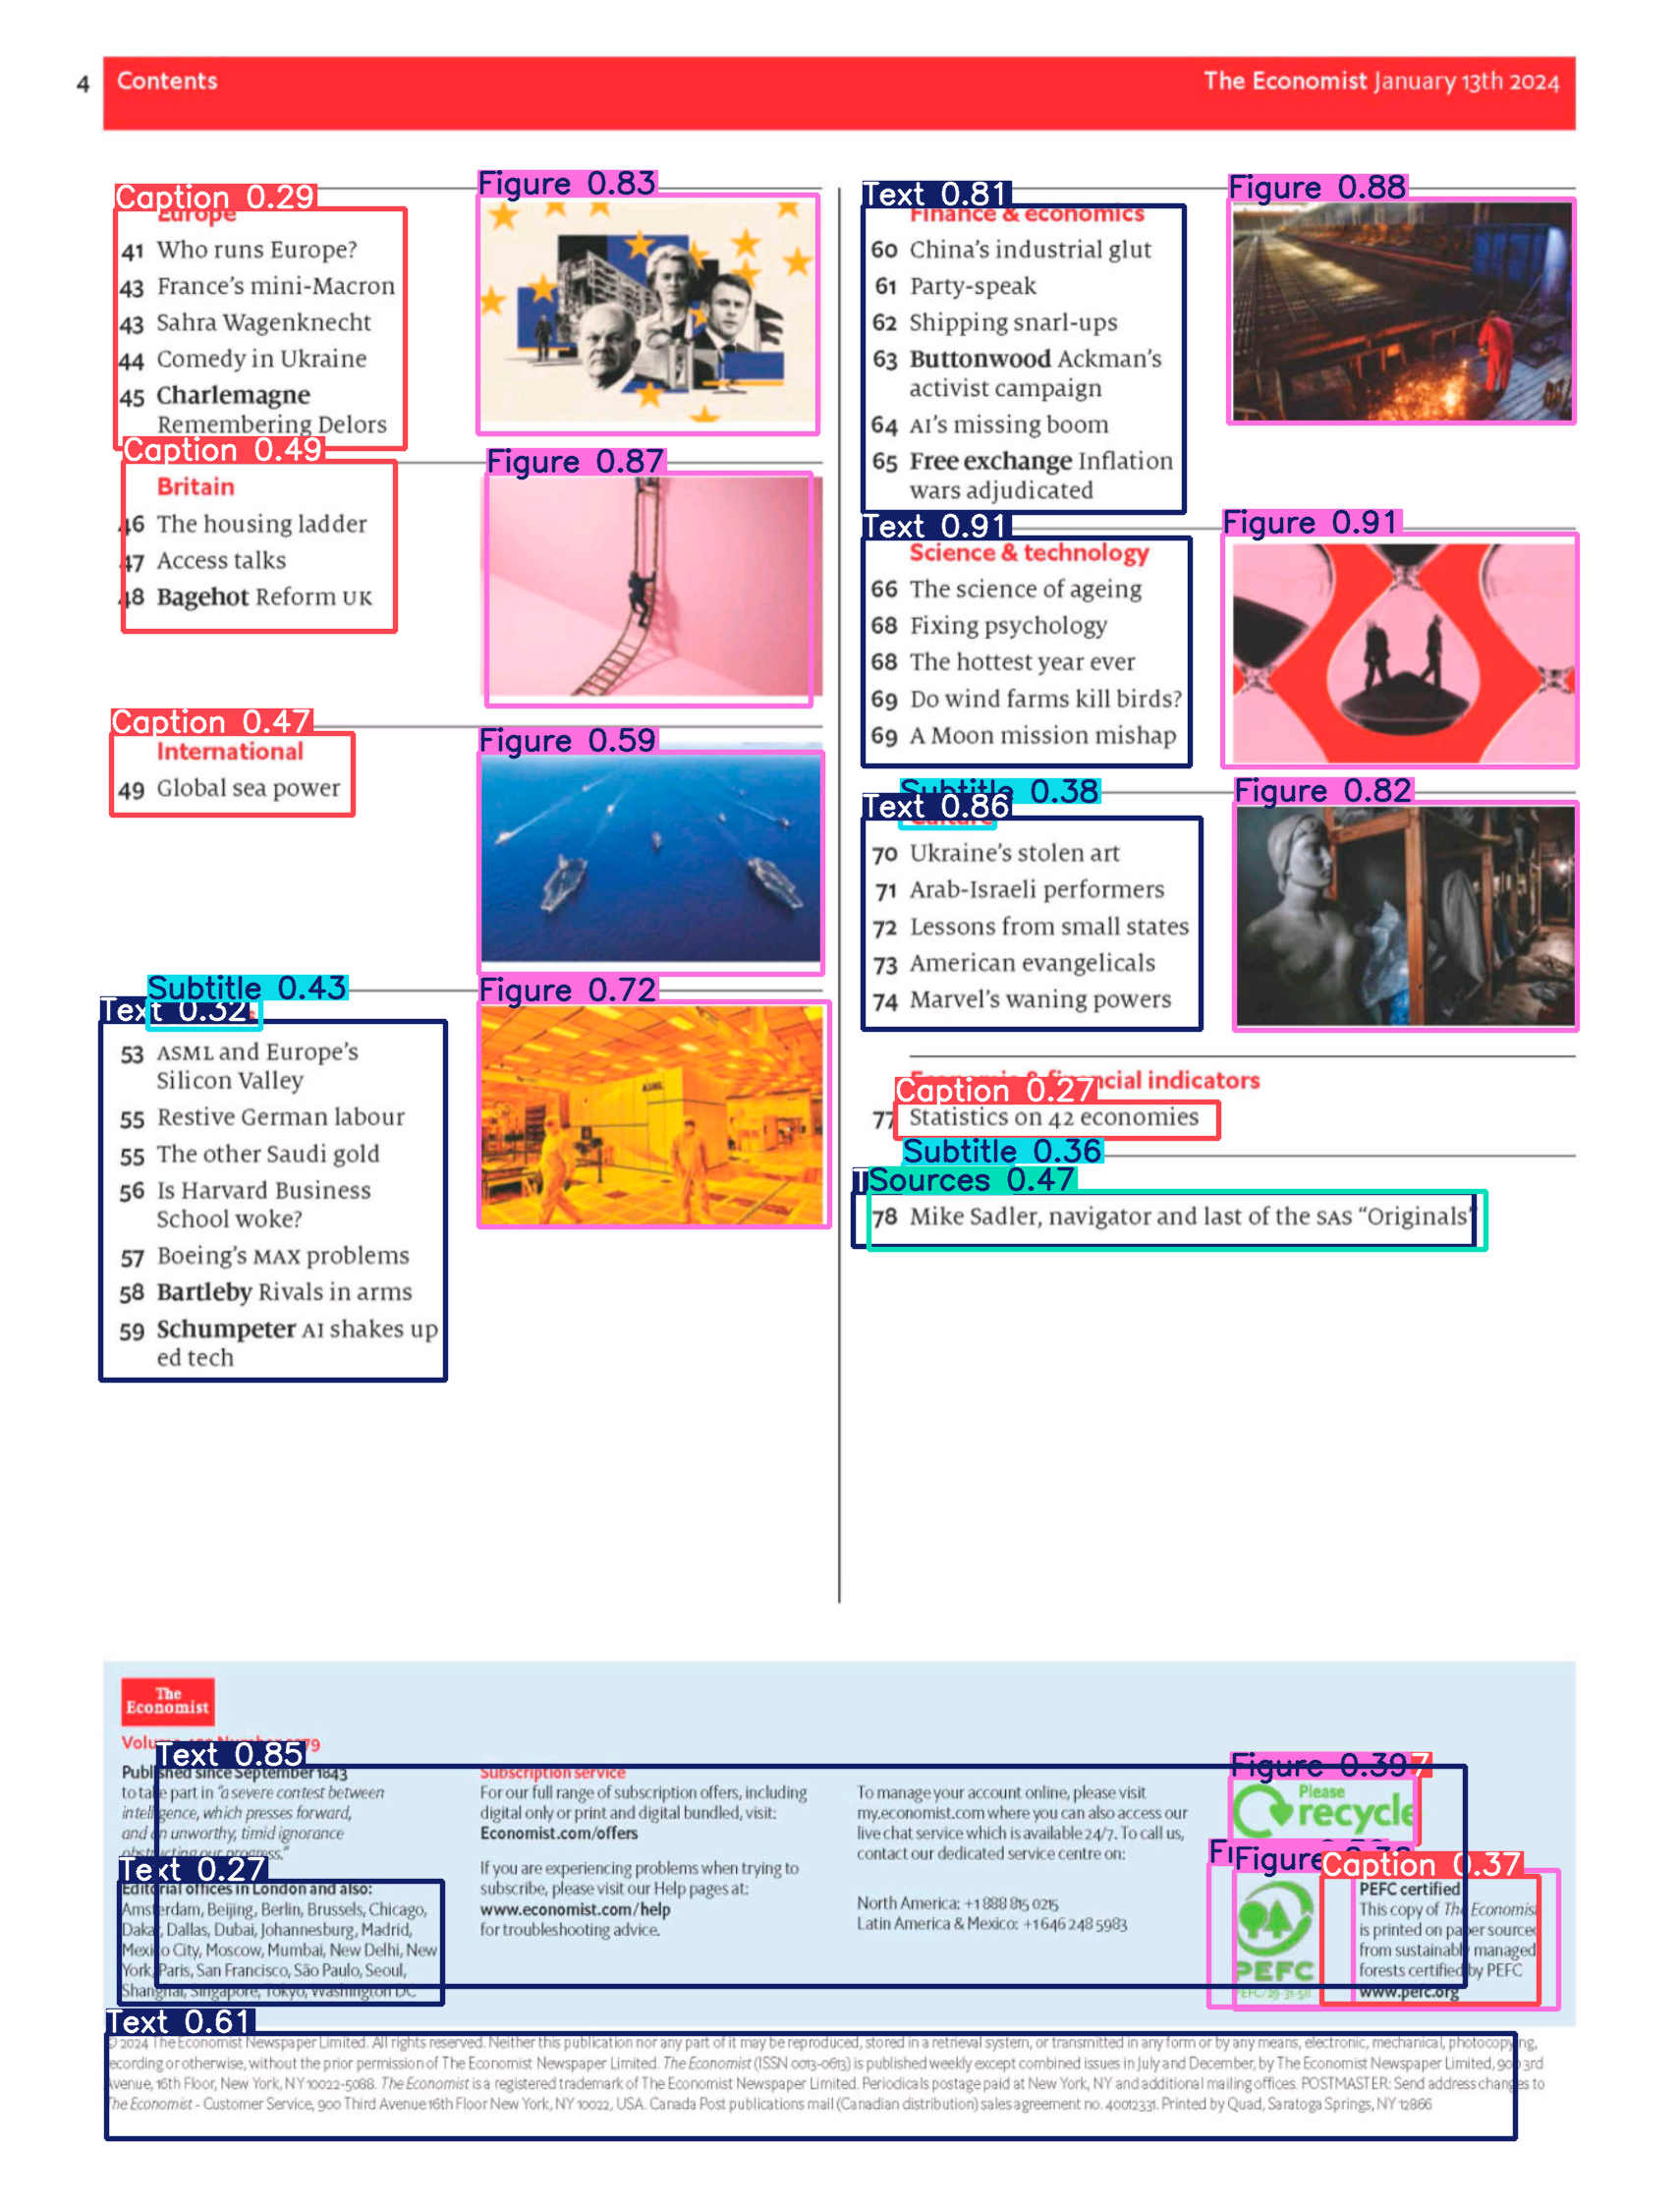 4 Contents
The Economist January 13th 2024
Caption 0.29
Europe
41 Who runs Europe?
43 France's mini-Macron
43 Sahra Wagenknecht
44 Comedy in Ukraine
45 Charlemagne
Remembering Delors
Figure 0.83
Caption 0.49
Britain
46 The housing ladder
47 Access talks
48 Bagehot Reform UK
Figure 0.87
Caption 0.47
International
49 Global sea power
Figure 0.59
Subtitle 0.43
Text 0.32
53 ASML and Europe's
Silicon Valley
55 Restive German labour
55 The other Saudi gold
56 Is Harvard Business
School woke?
57 Boeing's MAX problems
58 Bartleby Rivals in arms
59 Schumpeter AI shakes up
ed tech
Figure 0.72
ASML
Text 0.81
Finance & economics
60 China's industrial glut
61 Party-speak
62 Shipping snarl-ups
63 Buttonwood Ackman's
activist campaign
64 AI's missing boom
65 Free exchange Inflation
wars adjudicated
Figure 0.88
Text 0.91
Science & technology
66 The science of ageing
68 Fixing psychology
68 The hottest year ever
69 Do wind farms kill birds?
69 A Moon mission mishap
Figure 0.91
Subtitle 0.38
Text 0.86
70 Ukraine's stolen art
71 Arab-Israeli performers
72 Lessons from small states
73 American evangelicals
74 Marvel's waning powers
Figure 0.82
financial indicators
Caption 0.27
77 Statistics on 42 economies
Subtitle 0.36
Sources 0.47
78 Mike Sadler, navigator and last of the SAS “Originals”
The
Economist
Text 0.85
Published since September 1843
to take part in “a severe contest between
intelligence, which presses forward,
and an unworthy, timid ignorance
obstructing our progress.”
Text 0.27
Editorial offices in London and also:
Amsterdam, Beijing, Berlin, Brussels, Chicago,
Dakar, Dallas, Dubai, Johannesburg, Madrid,
Mexico City, Moscow, Mumbai, New Delhi, New
York, Paris, San Francisco, São Paulo, Seoul,
Shanghai, Singapore, Tokyo, Washington DC
Subscription service
For our full range of subscription offers, including
digital only or print and digital bundled, visit:
Economist.com/offers
If you are experiencing problems when trying to
subscribe, please visit our Help pages at:
www.economist.com/help
for troubleshooting advice.
To manage your account online, please visit
my.economist.com where you can also access our
live chat service which is available 24/7. To call us,
contact our dedicated service centre on:
North America: +1 888 815 0215
Latin America & Mexico: +1 646 248 5983
Figure 0.39 7
Please
recycle
Figure
Caption 0.37
PEFC
PEFC/29-31-58
PEFC certified
This copy of The Economist
is printed on paper sourced
from sustainably managed
forests certified by PEFC
www.pefc.org
Text 0.61
© 2024 The Economist Newspaper Limited. All rights reserved. Neither this publication nor any part of it may be reproduced, stored in a retrieval system, or transmitted in any form or by any means, electronic, mechanical, photocopying,
recording or otherwise, without the prior permission of The Economist Newspaper Limited. The Economist (ISSN 0013-0613) is published weekly except combined issues in July and December, by The Economist Newspaper Limited, 900 3rd
Avenue, 16th Floor, New York, NY 10022-5088. The Economist is a registered trademark of The Economist Newspaper Limited. Periodicals postage paid at New York, NY and additional mailing offices. POSTMASTER: Send address changes to
The Economist - Customer Service, 900 Third Avenue 16th Floor New York, NY 10022, USA. Canada Post publications mail (Canadian distribution) sales agreement no. 40012331. Printed by Quad, Saratoga Springs, NY 12866